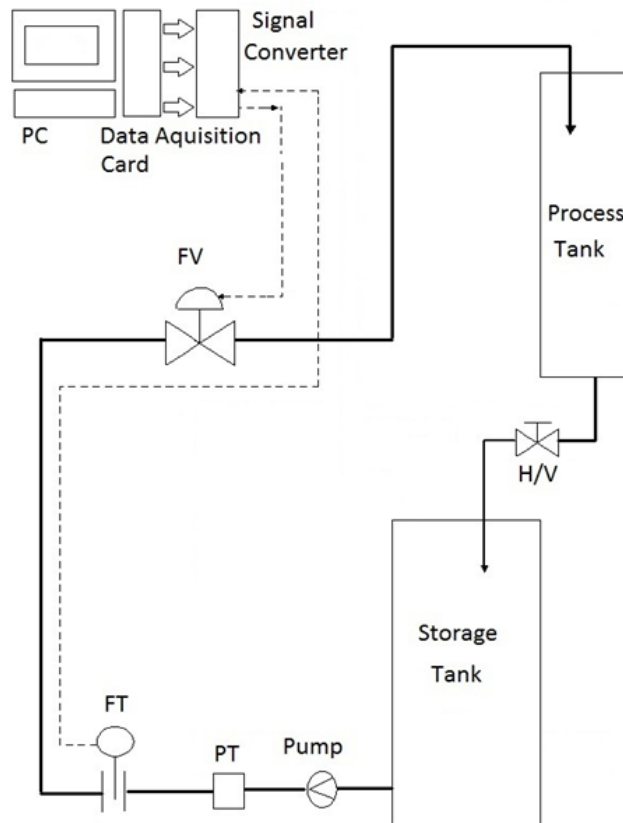 Signal
Converter
PC
Data Aquisition
Card
Process
Tank
FV
H/V
Storage
Tank
FT
PT
Pump